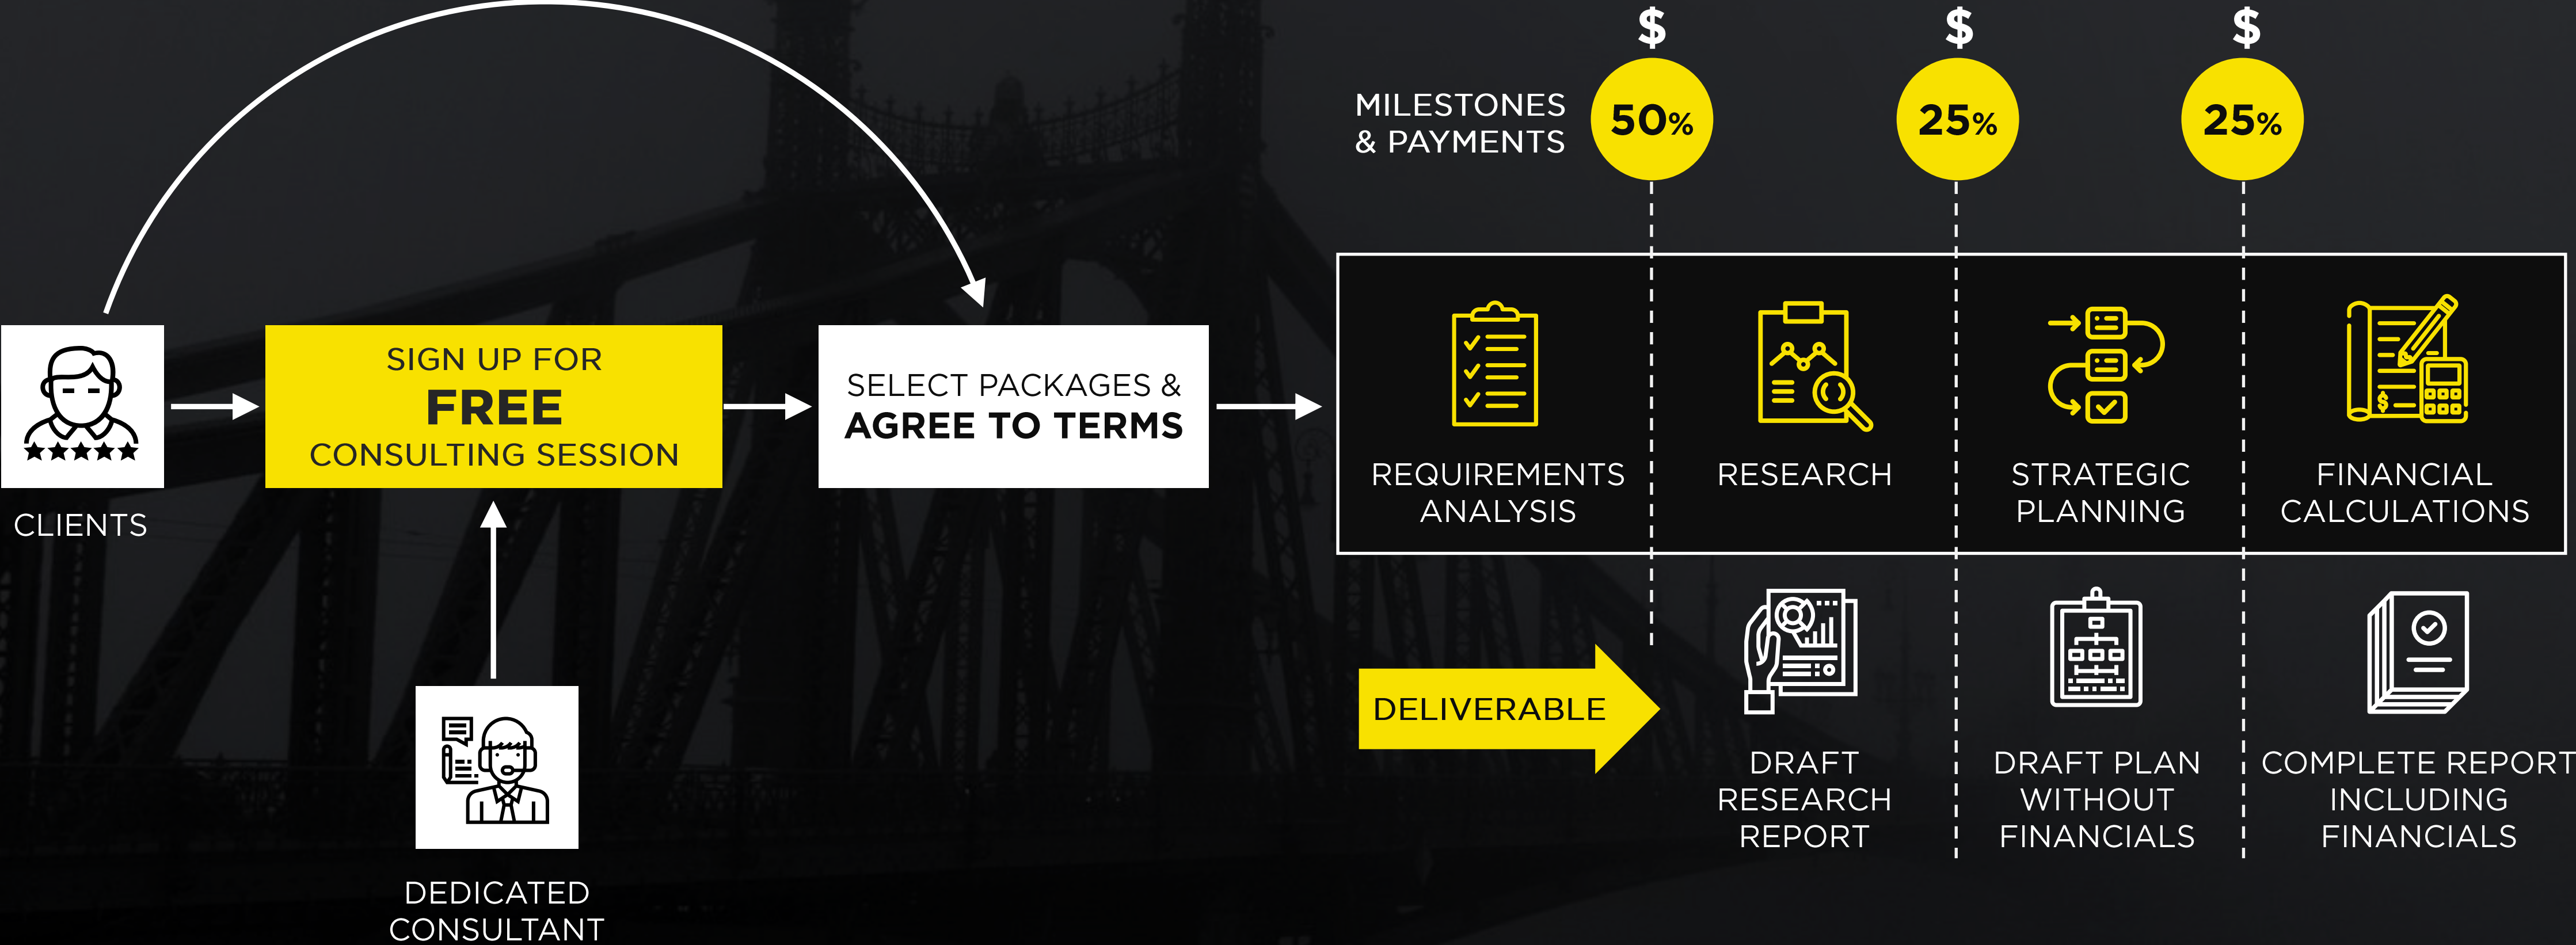 $
$
$
MILESTONES
& PAYMENTS
50%
25%
25%
CLIENTS
SIGN UP FOR
FREE
CONSULTING SESSION
SELECT PACKAGES &
AGREE TO TERMS
REQUIREMENTS
ANALYSIS
RESEARCH
STRATEGIC
PLANNING
$
FINANCIAL
CALCULATIONS
DEDICATED
CONSULTANT
DELIVERABLE
DRAFT
RESEARCH
REPORT
DRAFT PLAN
WITHOUT
FINANCIALS
COMPLETE REPORT
INCLUDING
FINANCIALS